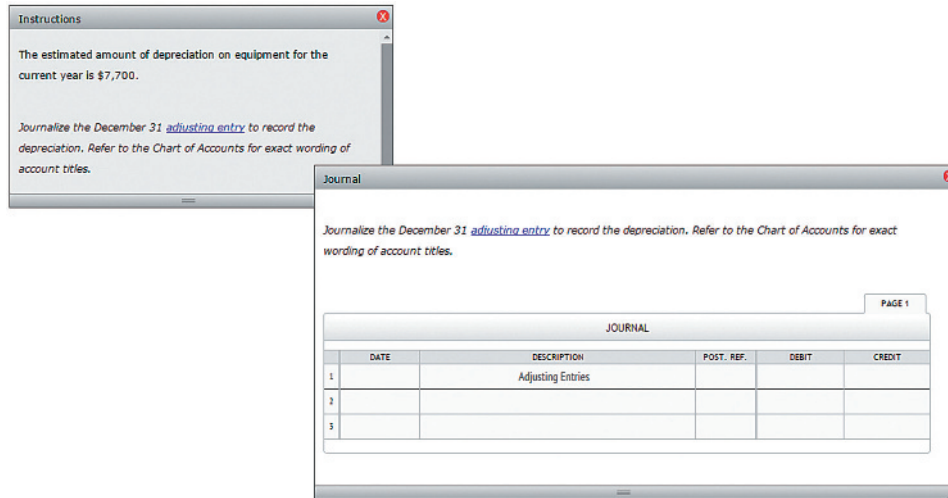 Instructions
The estimated amount of depreciation on equipment for the
current year is $7,700.
Journalize the December 31 adjusting entry to record the
depreciation. Refer to the Chart of Accounts for exact wording of
account titles.
Journal
Journalize the December 31 adjusting entry to record the depreciation. Refer to the Chart of Accounts for exact
wording of account titles.
PAGE 1
JOURNAL
DATE DESCRIPTION POST. REF. DEBIT CREDIT
1 Adjusting Entries
2
3